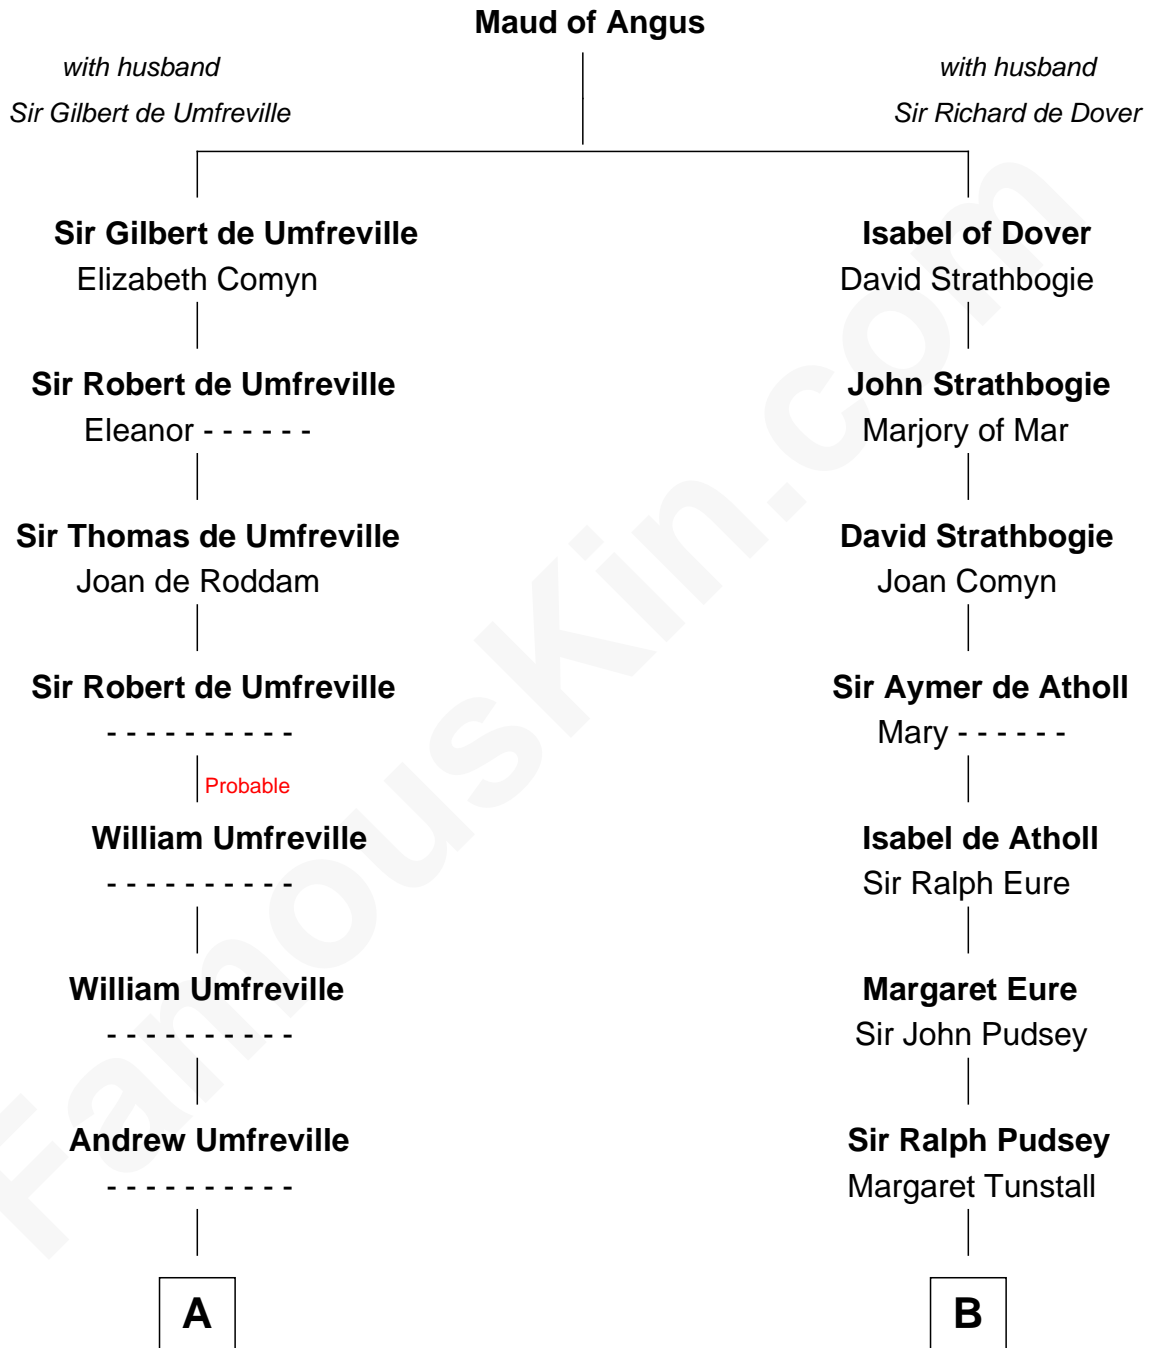 Maud of Angus
with husband
Sir Gilbert de Umfreville
with husband
Sir Richard de Dover
Sir Gilbert de Umfreville
Elizabeth Comyn
Isabel of Dover
David Strathbogie
Sir Robert de Umfreville
Eleanor - - - - - -
John Strathbogie
Marjory of Mar
Sir Thomas de Umfreville
Joan de Roddam
David Strathbogie
Joan Comyn
Sir Robert de Umfreville
- - - - - - - - - -
Sir Aymer de Atholl
Mary - - - - - -
Probable
William Umfreville
- - - - - - - - - -
Isabel de Atholl
Sir Ralph Eure
William Umfreville
- - - - - - - - - -
Margaret Eure
Sir John Pudsey
Andrew Umfreville
- - - - - - - - - -
Sir Ralph Pudsey
Margaret Tunstall
A
B
FamousKin.com